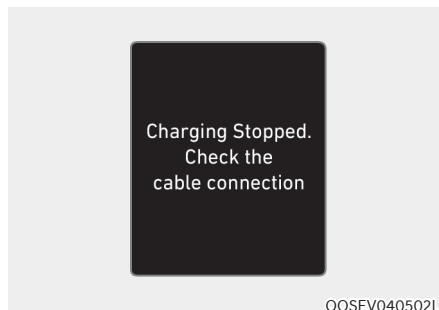 Charging Stopped.
Check the
cable connection
OOSEV040502L